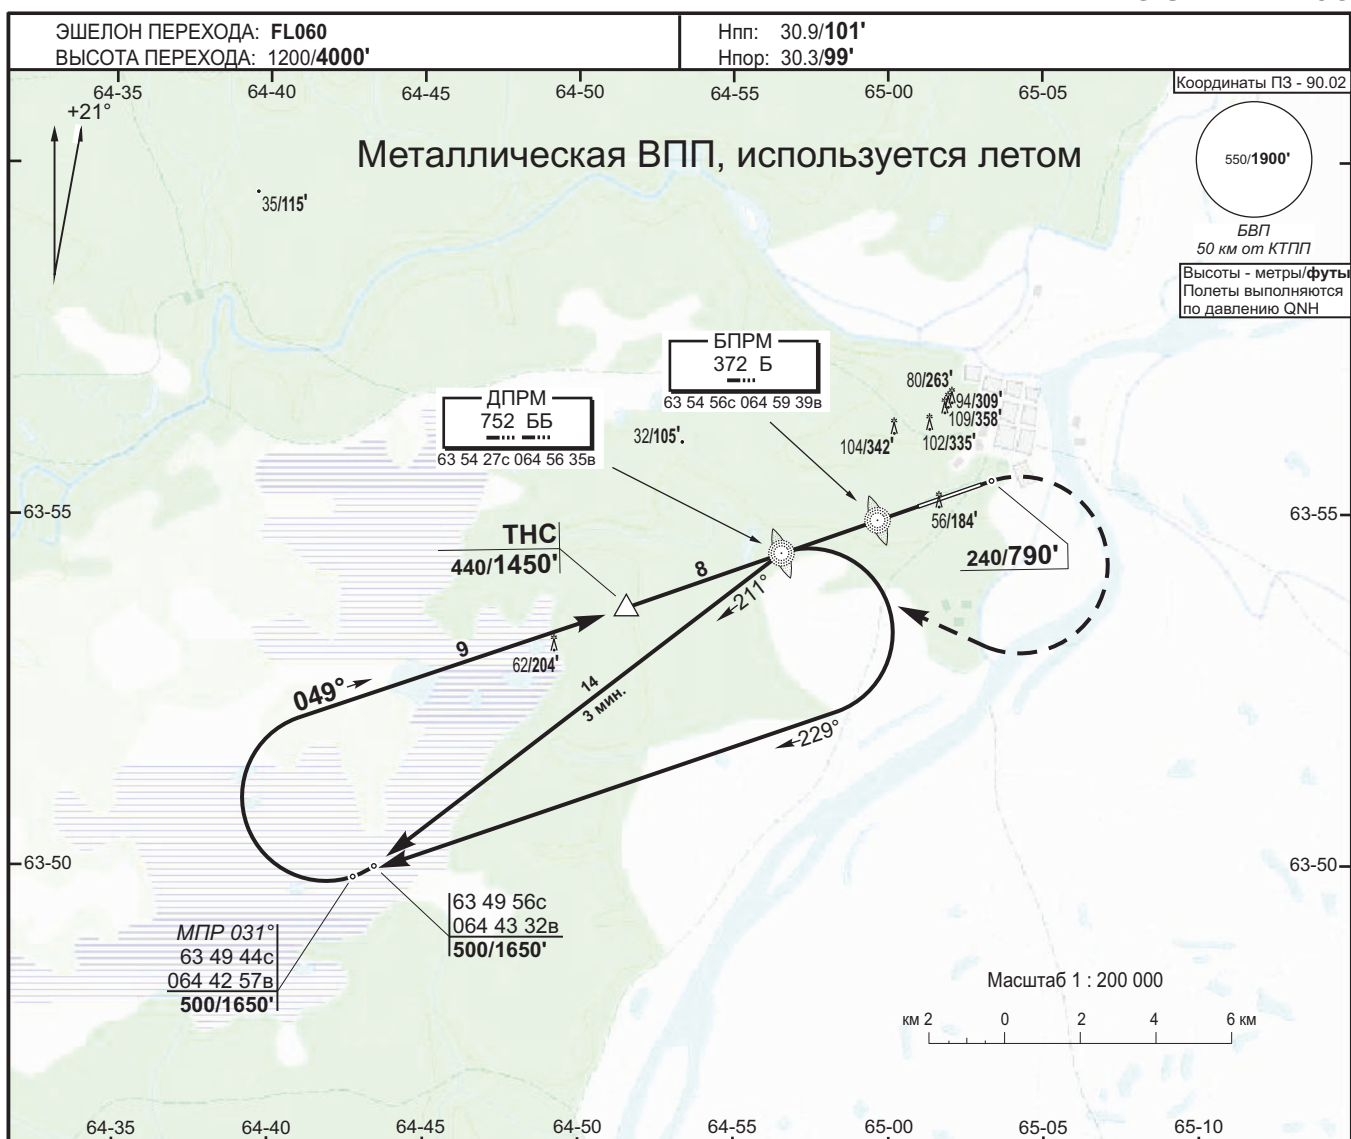 ЭШЕЛОН ПЕРЕХОДА: FL060
ВЫСОТА ПЕРЕХОДА: 1200/4000'
Нпп: 30.9/101'
Нпор: 30.3/99'
64-35 64-40 64-45 64-50 64-55 65-00 65-05
Координаты ПЗ - 90.02
+21°
Металлическая ВПП, используется летом
550/1900'
БВП
50 км от КТПП
35/115'
Высоты - метры/футы
Полеты выполняются
по давлению QNH
БПРМ
372 Б
63 54 56с 064 59 39в
ДПРМ
752 ББ
63 54 27с 064 56 35в
32/105'
80/263'
94/309'
109/358'
104/342'
102/335'
63-55
63-55
56/184'
ТНС
440/1450'
240/790'
8
211°
9
62/204'
049°
14
3 мин.
229°
63-50
63-50
63 49 56с
064 43 32в
500/1650'
МПР 031°
63 49 44с
064 42 57в
500/1650'
Масштаб 1 : 200 000
км 2 0 2 4 6 км
64-35 64-40 64-45 64-50 64-55 65-00 65-05 65-10